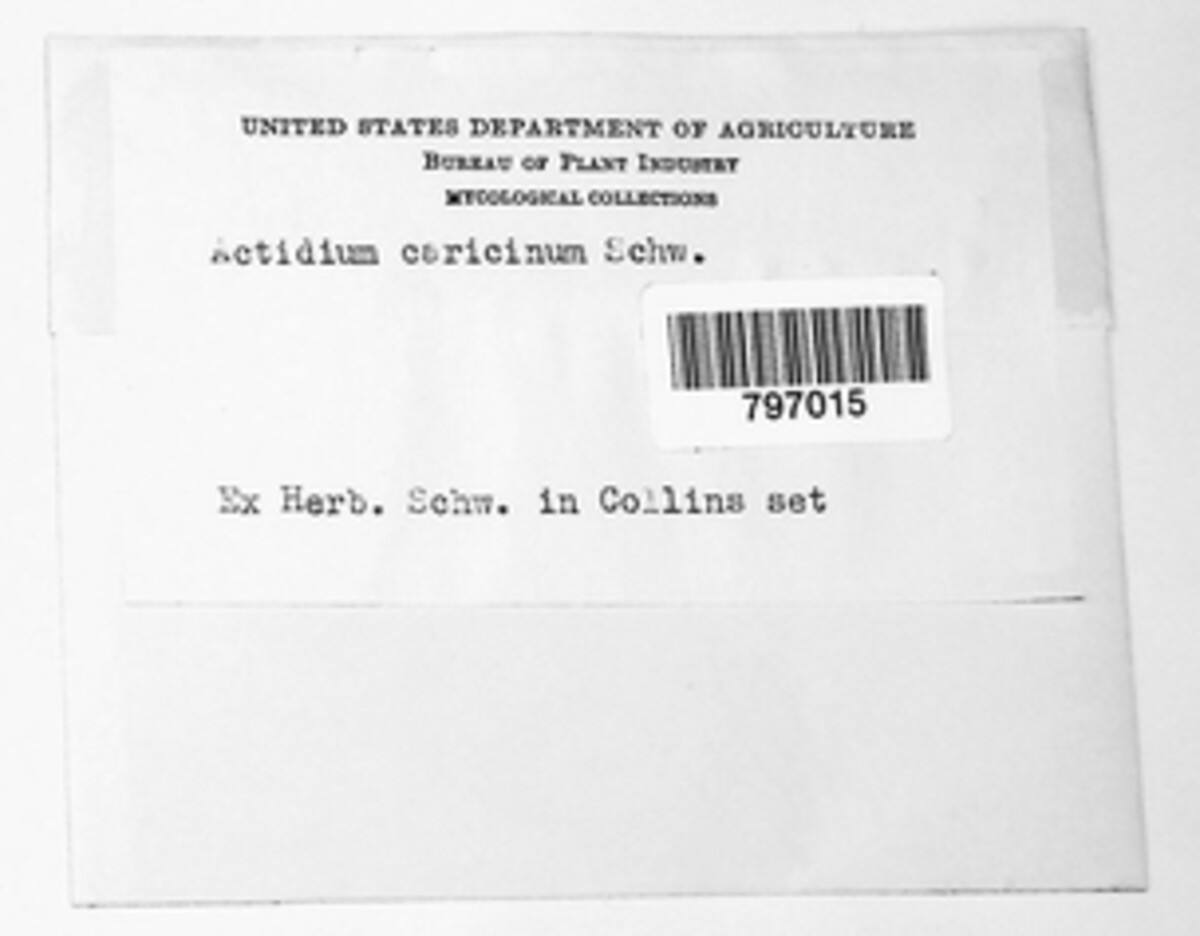 UNITED STATES DEPARTMENT OF AGRICULTURE
BUREAU OF PLANT INDUSTRY
MYCOLOGICAL COLLECTIONS
Actidium caricinum Schw.
797015
Ex Herb. Schw. in Collins set